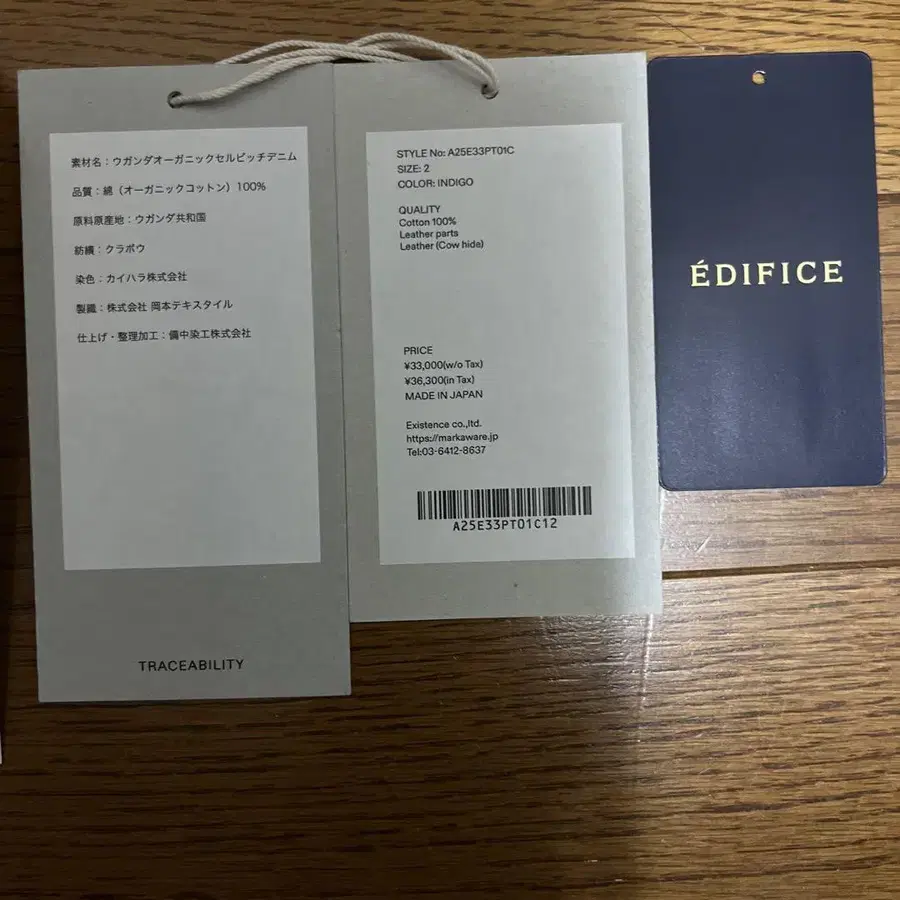 素材名：ウガンダオーガニックセルビッチデニム
品質：綿（オーガニックコットン）100%
原料原産地：ウガンダ共和国
紡績：クラボウ
染色：カイハラ株式会社
製織：株式会社 岡本テキスタイル
仕上げ・整理加工：備中染工株式会社
TRACEABILITY
STYLE No: A25E33PT01C
SIZE: 2
COLOR: INDIGO
QUALITY
Cotton 100%
Leather parts
Leather (Cow hide)
PRICE
¥33,000(w/o Tax)
¥36,300(in Tax)
MADE IN JAPAN
Existence co.,ltd.
https://markaware.jp
Tel:03-6412-8637
A25E33PT01C12
ÉDIFICE